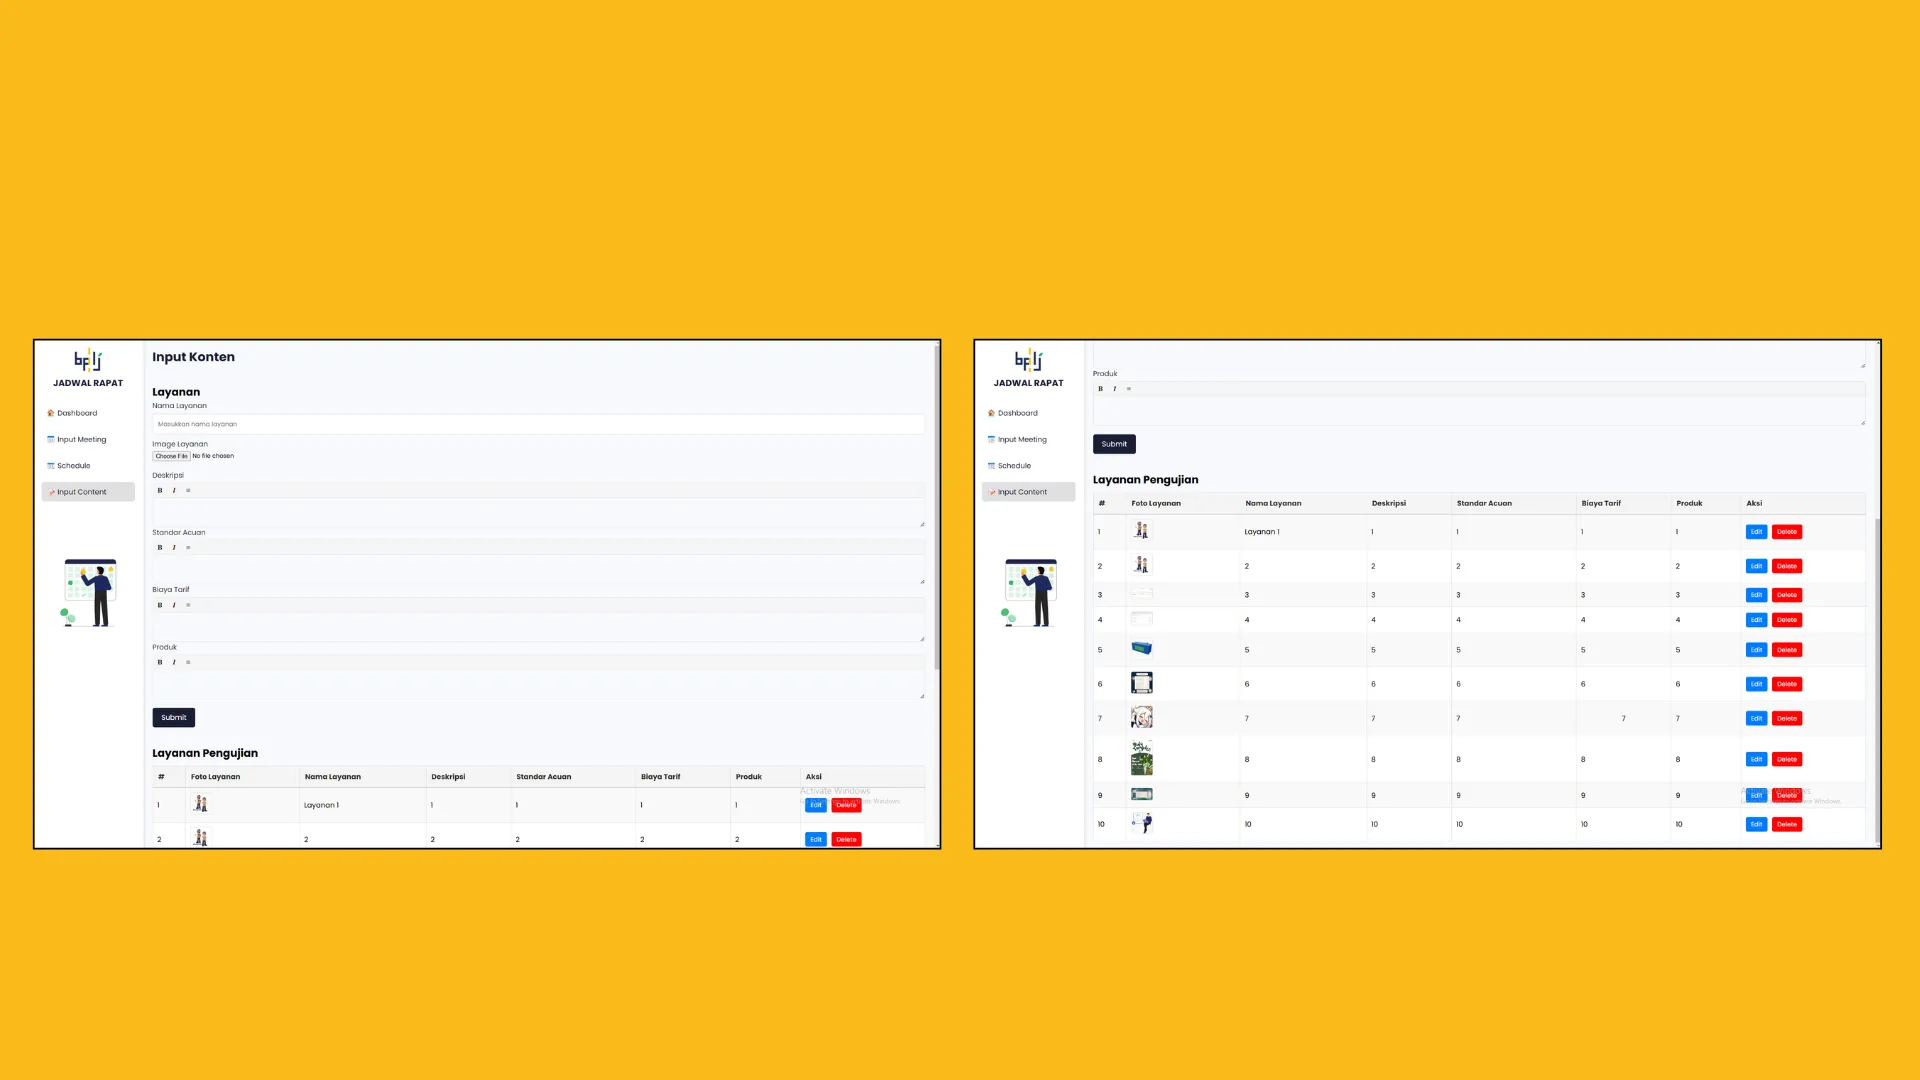 bplj
JADWAL RAPAT
Dashboard
Input Meeting
Schedule
Input Content
Input Konten
Layanan
Nama Layanan
Masukkan nama layanan
Image Layanan
Choose File No file chosen
Deskripsi
B I
Standar Acuan
B I
Biaya Tarif
B I
Produk
B I
Submit
Layanan Pengujian
# Foto Layanan Nama Layanan Deskripsi Standar Acuan Biaya Tarif Produk Aksi
1 Layanan 1 1 1 1 1 Edit Delete
Activate Windows
2 2 2 2 2 2 Edit Delete
bplj
JADWAL RAPAT
Dashboard
Input Meeting
Schedule
Input Content
Produk
B I
Submit
Layanan Pengujian
# Foto Layanan Nama Layanan Deskripsi Standar Acuan Biaya Tarif Produk Aksi
1 Layanan 1 1 1 1 1 Edit Delete
2 2 2 2 2 2 Edit Delete
3 3 3 3 3 3 Edit Delete
4 4 4 4 4 4 Edit Delete
5 5 5 5 5 5 Edit Delete
6 6 6 6 6 6 Edit Delete
7 7 7 7 7 7 Edit Delete
8 8 8 8 8 8 Edit Delete
9 9 9 9 9 9 Edit Delete
10 10 10 10 10 10 Edit Delete